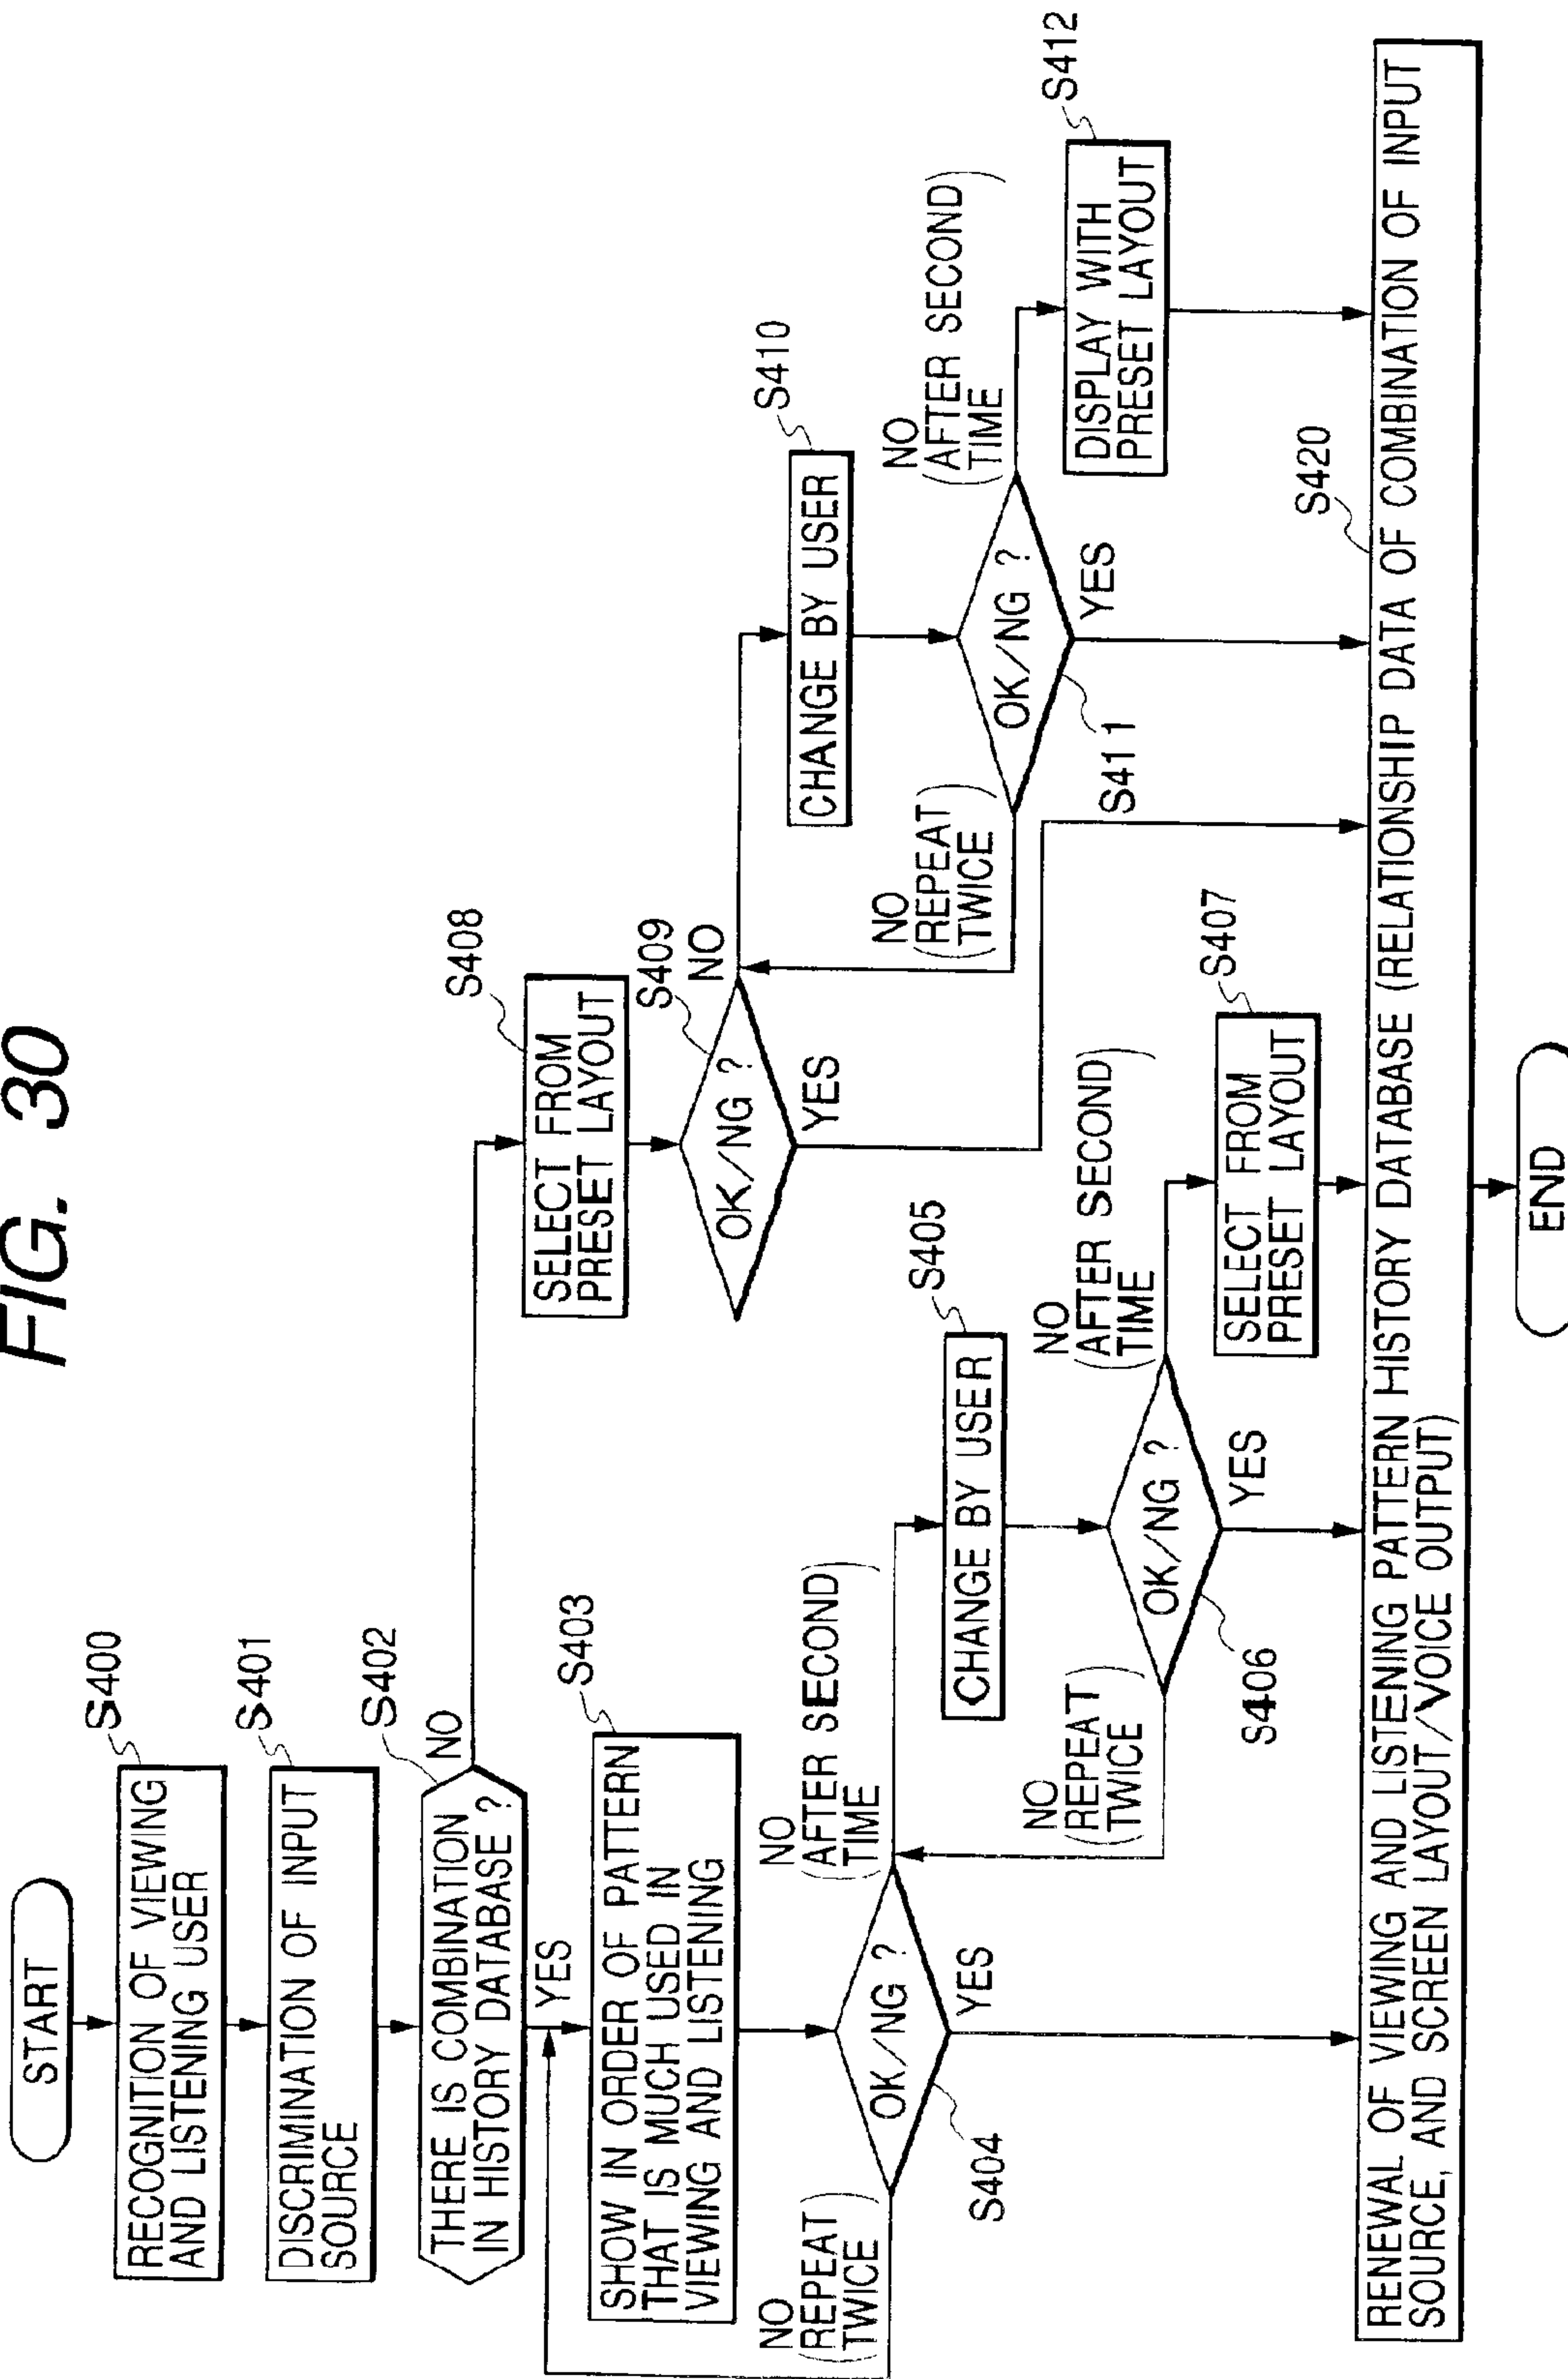 FIG. 30
START
S400
RECOGNITION OF VIEWING
AND LISTENING USER
S401
DISCRIMINATION OF INPUT
SOURCE
S402
THERE IS COMBINATION
IN HISTORY DATABASE ?
NO
YES
S403
SHOW IN ORDER OF PATTERN
THAT IS MUCH USED IN
VIEWING AND LISTENING
NO
(REPEAT
TWICE)
OK/NG ?
S404
YES
NO
(AFTER SECOND
TIME)
S405
CHANGE BY USER
NO
(REPEAT
TWICE)
OK/NG ?
S406
YES
NO
(AFTER SECOND
TIME)
S407
SELECT FROM
PRESET LAYOUT
S408
SELECT FROM
PRESET LAYOUT
S409
OK/NG ?
NO
YES
S410
CHANGE BY USER
NO
(REPEAT
TWICE)
OK/NG ?
S411
YES
NO
(AFTER SECOND
TIME)
S412
DISPLAY WITH
PRESET LAYOUT
S420
RENEWAL OF VIEWING AND LISTENING PATTERN HISTORY DATABASE (RELATIONSHIP DATA OF COMBINATION OF INPUT
SOURCE, AND SCREEN LAYOUT/VOICE OUTPUT)
END